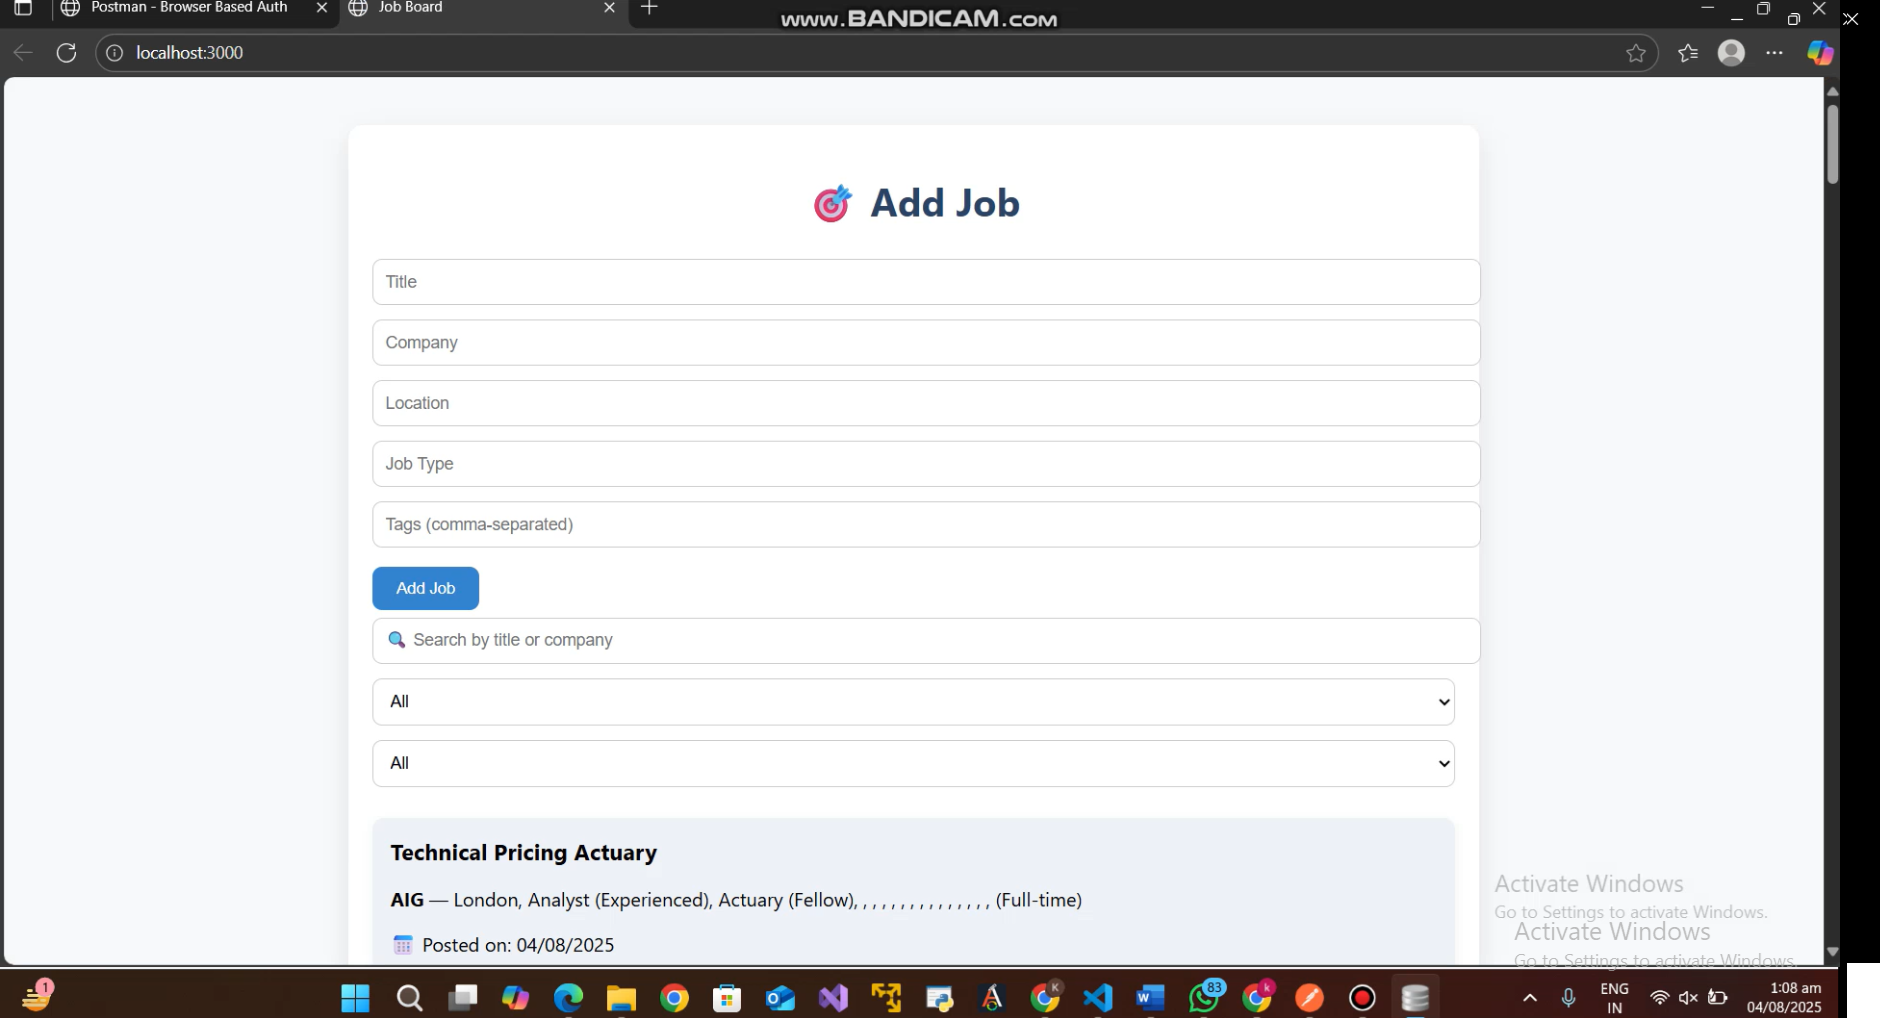 Postman - Browser Based Auth
Job Board
www.BANDICAM.com
localhost:3000
Add Job
Title
Company
Location
Job Type
Tags (comma-separated)
Add Job
Search by title or company
All
All
Technical Pricing Actuary
AIG — London, Analyst (Experienced), Actuary (Fellow), , , , , , , , , , , , , , (Full-time)
Posted on: 04/08/2025
Activate Windows
Go to Settings to activate Windows.
Activate Windows
Go to Settings to activate Windows.
1
K
83
k
ENG
IN
1:08 am
04/08/2025